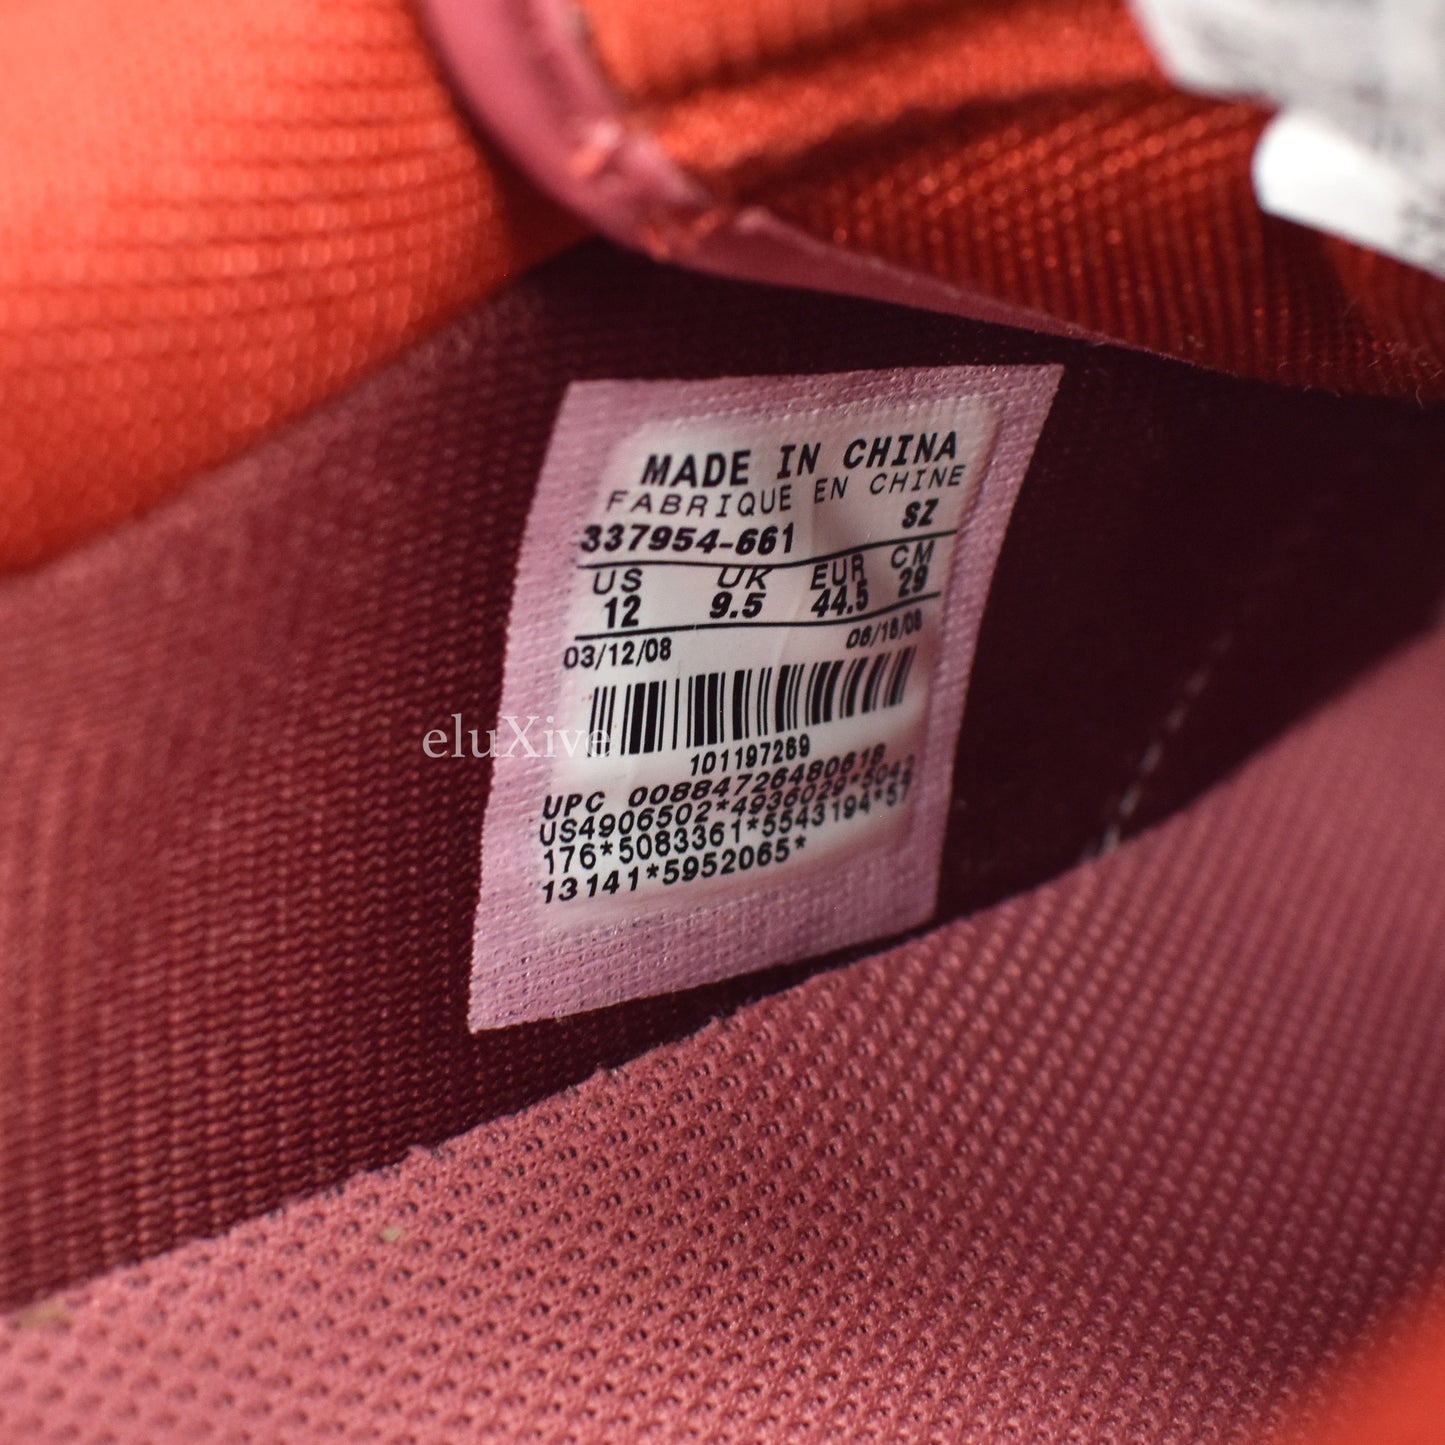 MADE IN CHINA
FABRIQUE EN CHINE
337954-661 SZ
US UK EUR CM
12 9.5 44.5 29
03/12/08 06/18/08
101197269
UPC 00884726480618
US4906502*4936029*5042
176*5083361*5543194*57
13141*5952065*
eluXive